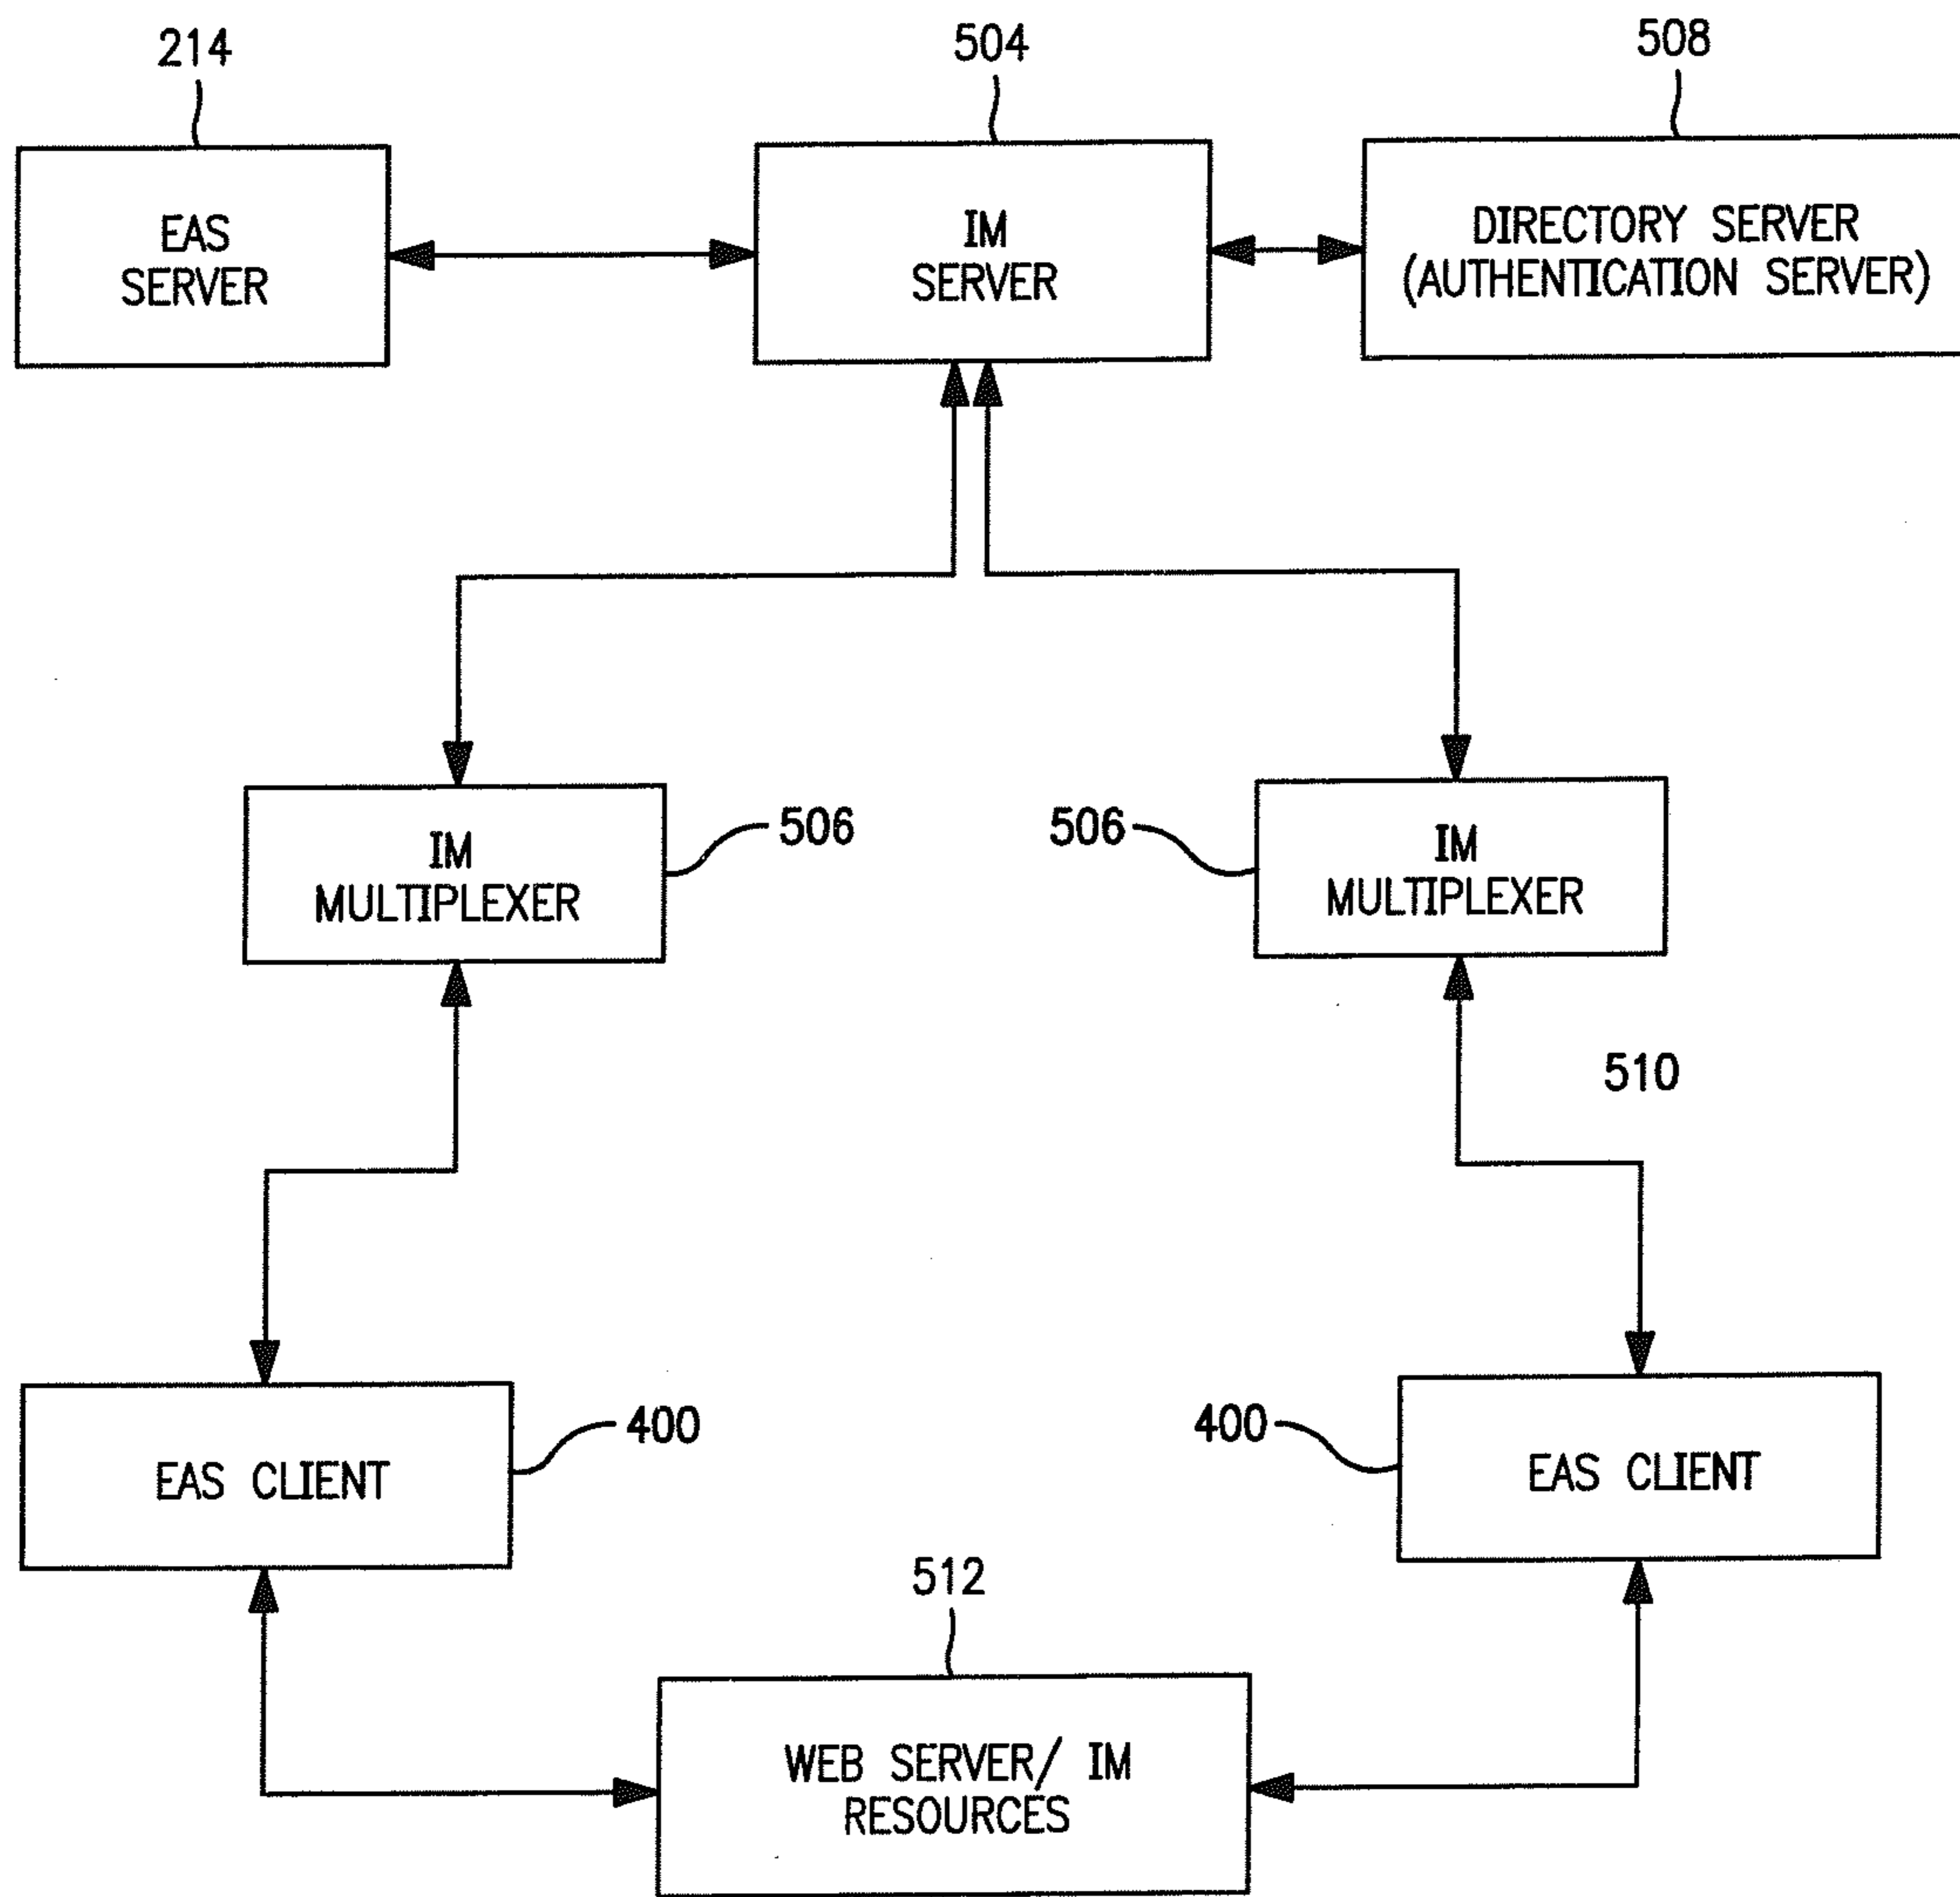 214
504
508
EAS
SERVER
IM
SERVER
DIRECTORY SERVER
(AUTHENTICATION SERVER)
IM
MULTIPLEXER
506
506
IM
MULTIPLEXER
510
EAS CLIENT
400
400
EAS CLIENT
512
WEB SERVER/ IM
RESOURCES